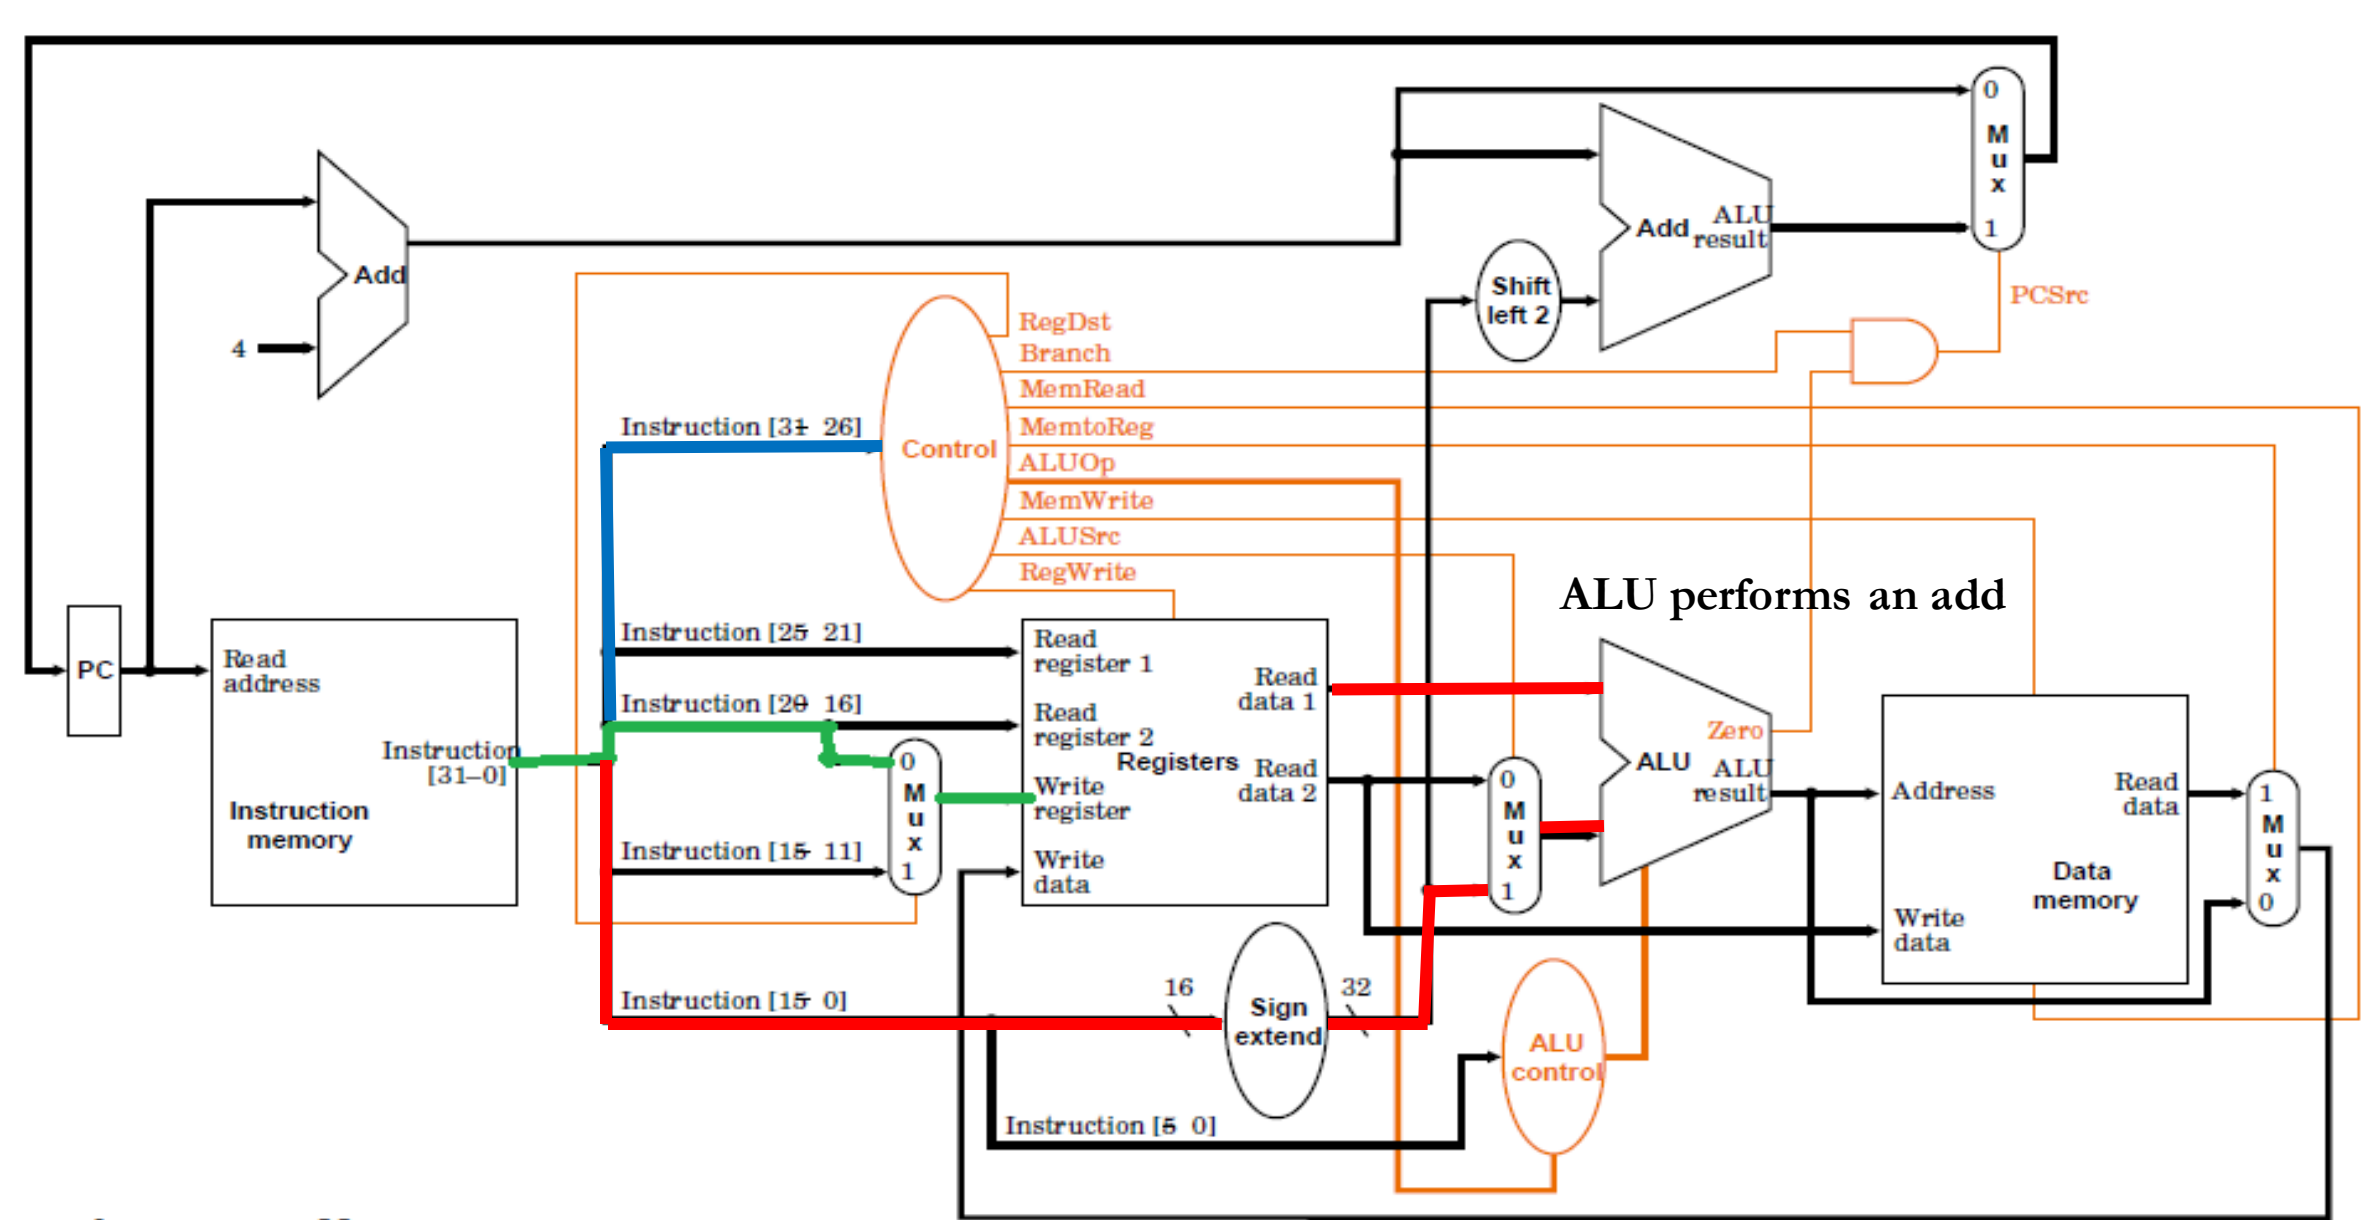 0
M
u
x
1
Add
ALU
result
Shift
left 2
PCSrc
Add
4
RegDst
Branch
MemRead
MemtoReg
ALUOp
MemWrite
ALUSrc
RegWrite
Control
Instruction [31 26]
ALU performs an add
PC
Read
address
Instruction
[31–0]
Instruction
memory
Instruction [25 21]
Instruction [20 16]
0
M
u
x
1
Instruction [15 11]
Read
register 1
Read
register 2
Write
register
Write
data
Registers
Read
data 1
Read
data 2
0
M
u
x
1
Zero
ALU
ALU
result
Address
Write
data
Read
data
Data
memory
1
M
u
x
0
Instruction [15 0]
16
Sign
extend
32
ALU
control
Instruction [5 0]